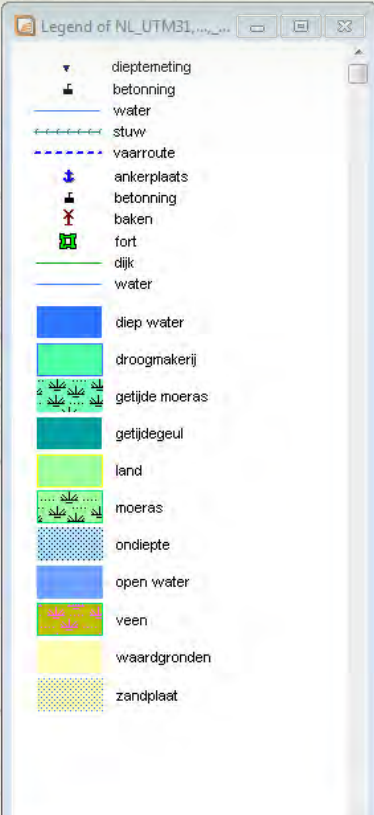 Legend of NL_UTM31,...,_...
dieptemeting
betonning
water
stuw
vaarroute
ankerplaats
betonning
baken
fort
dijk
water
diep water
droogmakerij
getijde moeras
getijdegeul
land
moeras
ondiepte
open water
veen
waardgronden
zandplaat